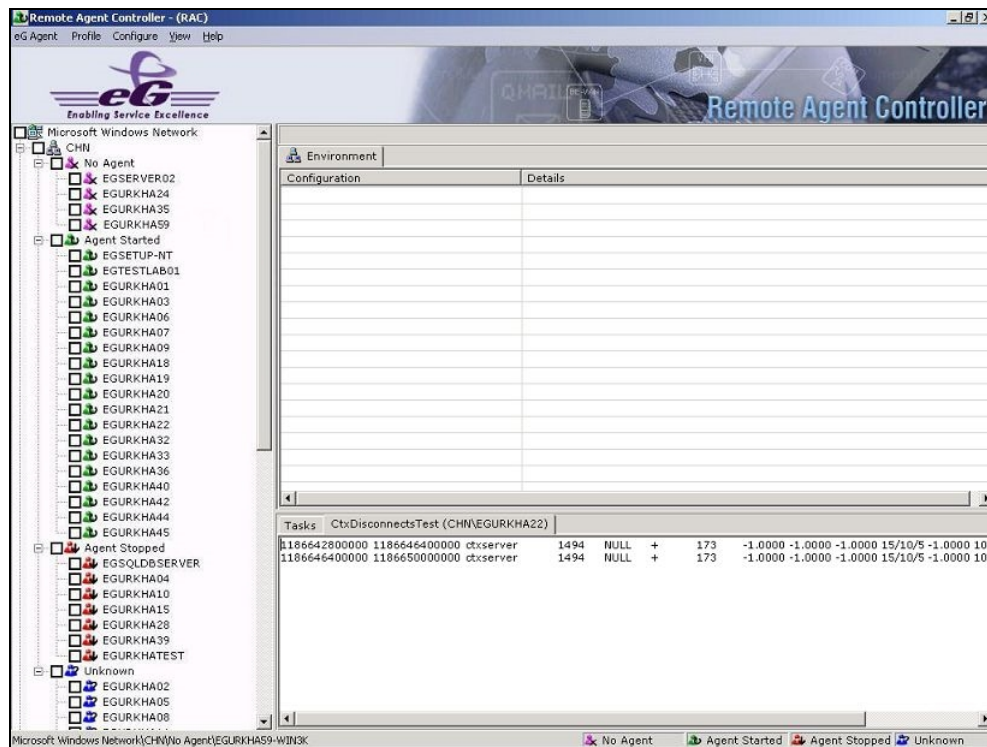 Remote Agent Controller - (RAC)
eG Agent Profile Configure View Help
eG
Enabling Service Excellence
QMAIL
Remote Agent Controller
Microsoft Windows Network
CHN
No Agent
EGSERVER02
EGURKHA24
EGURKHA35
EGURKHA59
Agent Started
EGSETUP-NT
EGTESTLAB01
EGURKHA01
EGURKHA03
EGURKHA06
EGURKHA07
EGURKHA09
EGURKHA18
EGURKHA19
EGURKHA20
EGURKHA21
EGURKHA22
EGURKHA32
EGURKHA33
EGURKHA36
EGURKHA40
EGURKHA42
EGURKHA44
EGURKHA45
Agent Stopped
EGSQLDBSERVER
EGURKHA04
EGURKHA10
EGURKHA15
EGURKHA28
EGURKHA39
EGURKHATEST
Unknown
EGURKHA02
EGURKHA05
EGURKHA08
Environment
Configuration Details
Tasks CtxDisconnectsTest (CHN\EGURKHA22)
1186642800000 1186646400000 ctxserver 1494 NULL + 173 -1.0000 -1.0000 -1.0000 15/10/5 -1.0000 10
1186646400000 1186650000000 ctxserver 1494 NULL + 173 -1.0000 -1.0000 -1.0000 15/10/5 -1.0000 10
Microsoft Windows Network\CHN\No Agent\EGURKHA59-WIN3K
No Agent Agent Started Agent Stopped Unknown